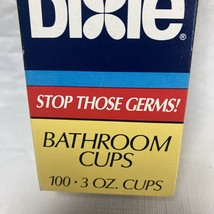 DIXIE
®
STOP THOSE GERMS!
BATHROOM
CUPS
100 • 3 OZ. CUPS